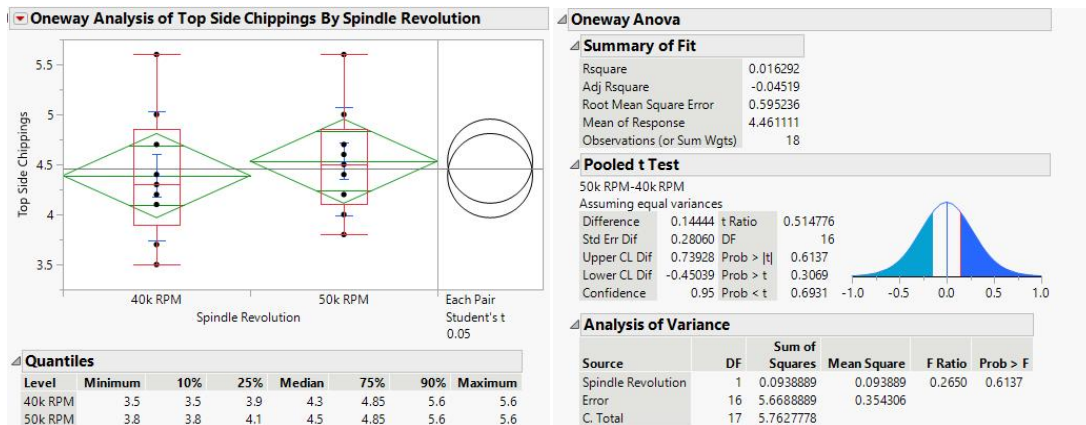 Oneway Analysis of Top Side Chippings By Spindle Revolution
5.5
5
4.5
4
3.5
Top Side Chippings
40k RPM 50k RPM Each Pair
Student's t
0.05
Spindle Revolution
Quantiles
Level Minimum 10% 25% Median 75% 90% Maximum
40k RPM 3.5 3.5 3.9 4.3 4.85 5.6 5.6
50k RPM 3.8 3.8 4.1 4.5 4.85 5.6 5.6
Oneway Anova
Summary of Fit
Rsquare 0.016292
Adj Rsquare -0.04519
Root Mean Square Error 0.595236
Mean of Response 4.461111
Observations (or Sum Wgts) 18
Pooled t Test
50k RPM-40k RPM
Assuming equal variances
Difference 0.14444 t Ratio 0.514776
Std Err Dif 0.28060 DF 16
Upper CL Dif 0.73928 Prob > |t| 0.6137
Lower CL Dif -0.45039 Prob > t 0.3069
Confidence 0.95 Prob < t 0.6931
-1.0 -0.5 0.0 0.5 1.0
Analysis of Variance
Sum of
Source DF Squares Mean Square F Ratio Prob > F
Spindle Revolution 1 0.0938889 0.093889 0.2650 0.6137
Error 16 5.6688889 0.354306
C. Total 17 5.7627778